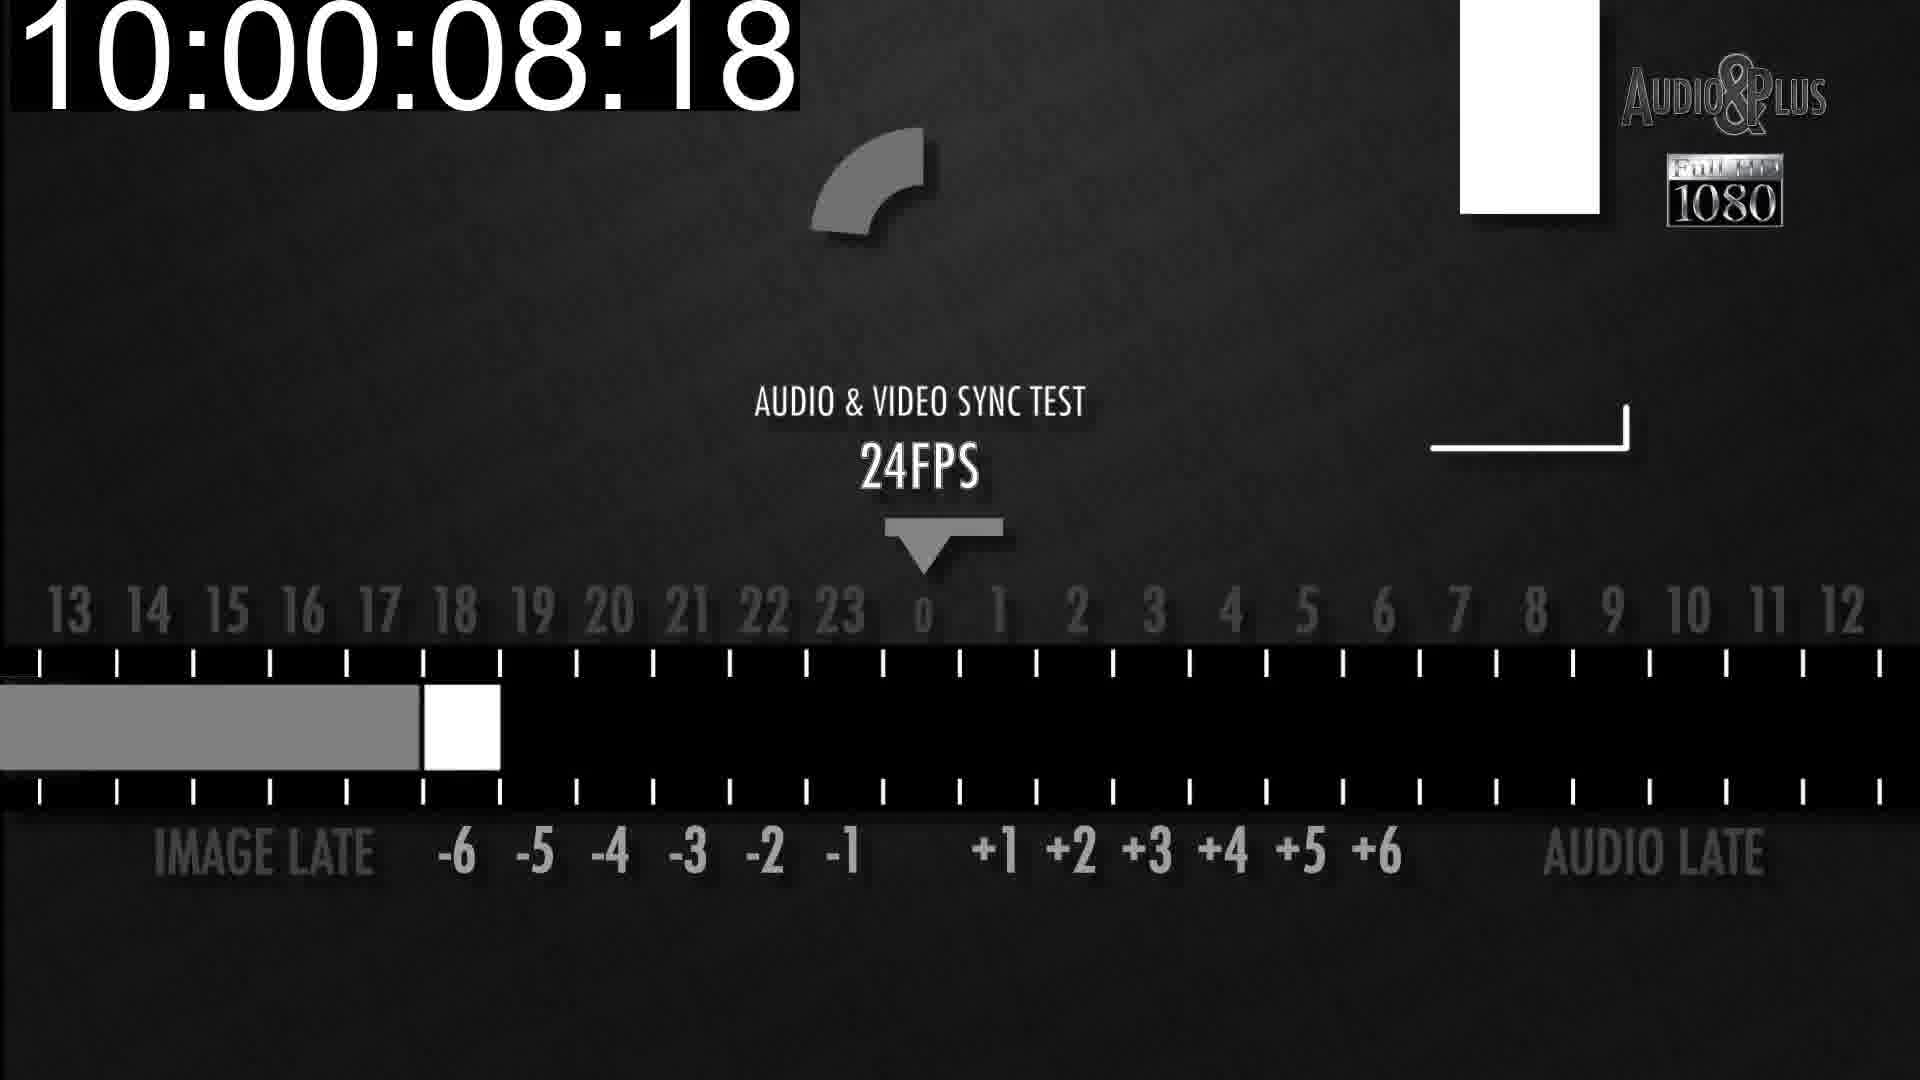 10:00:08:18
AUDIO&PLUS
Full HD
1080
AUDIO & VIDEO SYNC TEST
24FPS
13 14 15 16 17 18 19 20 21 22 23 0 1 2 3 4 5 6 7 8 9 10 11 12
IMAGE LATE -6 -5 -4 -3 -2 -1 +1 +2 +3 +4 +5 +6 AUDIO LATE